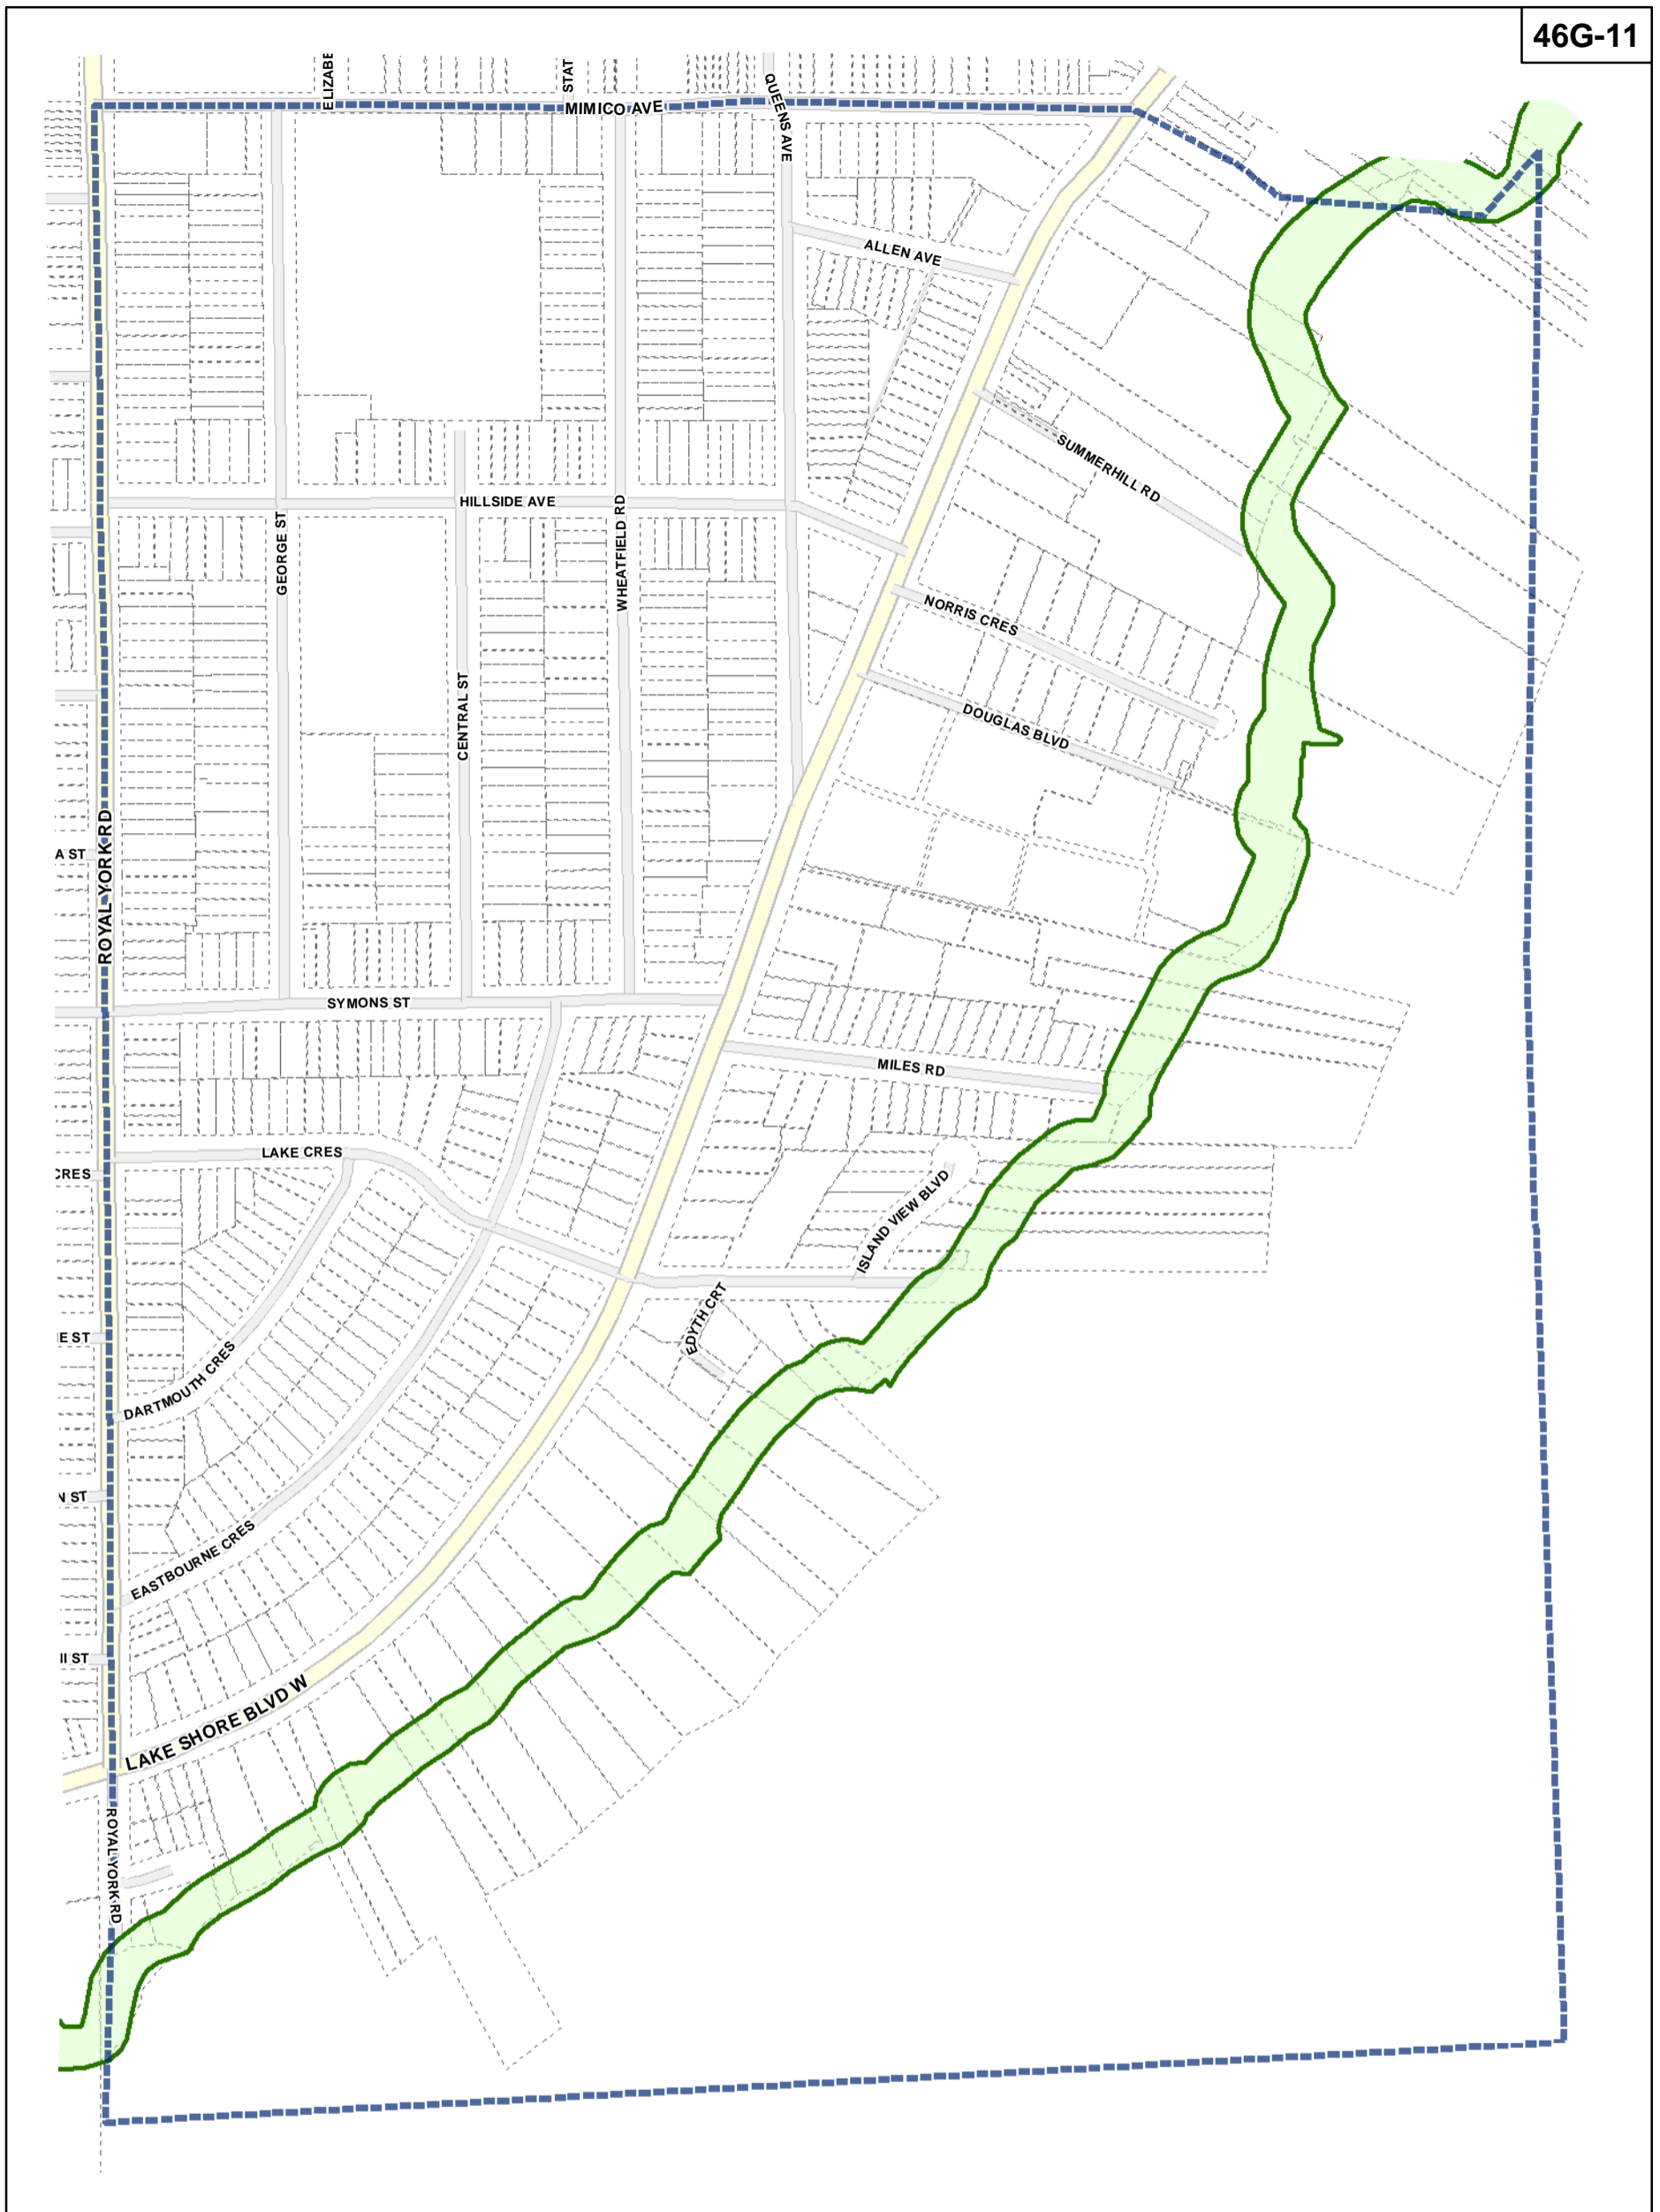 46G-11
ELIZABE
STAT
QUEENS AVE
MIMICO AVE
ALLEN AVE
SUMMERHILL RD
HILLSIDE AVE
GEORGE ST
WHEATFIELD RD
NORRIS CRES
CENTRAL ST
DOUGLAS BLVD
ROYAL YORK RD
A ST
SYMONS ST
MILES RD
LAKE CRES
CRES
ISLAND VIEW BLVD
EDYTH CRT
E ST
DARTMOUTH CRES
N ST
EASTBOURNE CRES
II ST
LAKE SHORE BLVD W
ROYAL YORK RD